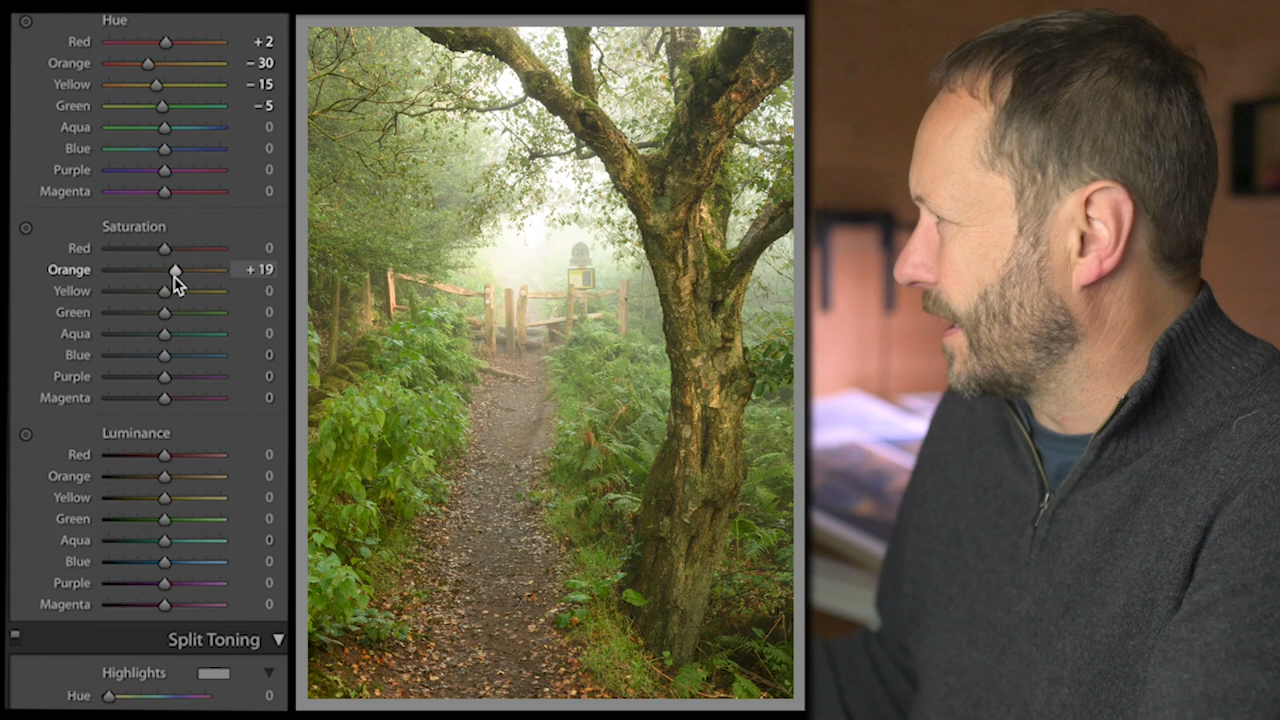 Hue
Red + 2
Orange − 30
Yellow − 15
Green − 5
Aqua 0
Blue 0
Purple 0
Magenta 0
Saturation
Red 0
Orange + 19
Yellow 0
Green 0
Aqua 0
Blue 0
Purple 0
Magenta 0
Luminance
Red 0
Orange 0
Yellow 0
Green 0
Aqua 0
Blue 0
Purple 0
Magenta 0
Split Toning
Highlights
Hue 0